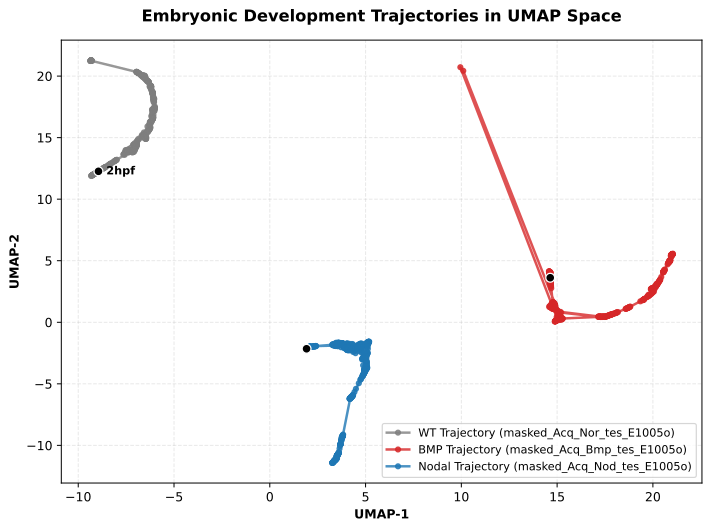 Embryonic Development Trajectories in UMAP Space
UMAP-2
20
15
10
5
0
−5
−10
2hpf
WT Trajectory (masked_Acq_Nor_tes_E1005o)
BMP Trajectory (masked_Acq_Bmp_tes_E1005o)
Nodal Trajectory (masked_Acq_Nod_tes_E1005o)
−10 −5 0 5 10 15 20
UMAP-1